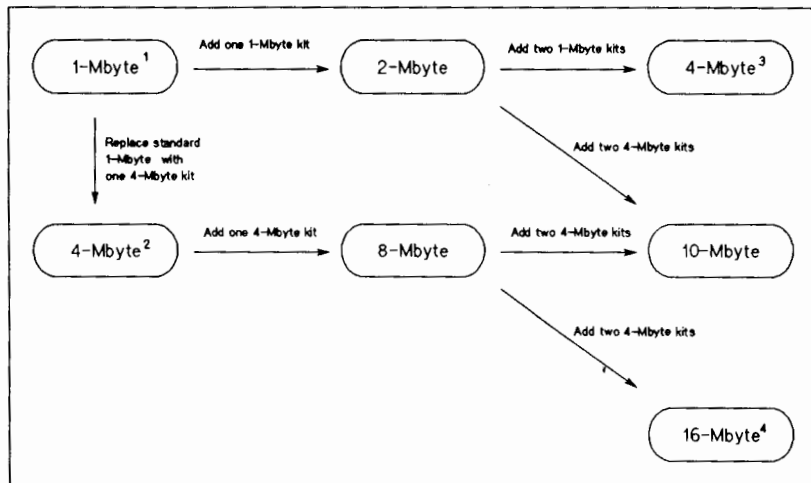 Add one 1-Mbyte kit
Add two 1-Mbyte kits
1-Mbyte¹
2-Mbyte
4-Mbyte³
Replace standard
1-Mbyte with
one 4-Mbyte kit
Add two 4-Mbyte kits
Add one 4-Mbyte kit
Add two 4-Mbyte kits
4-Mbyte²
8-Mbyte
10-Mbyte
Add two 4-Mbyte kits
16-Mbyte⁴